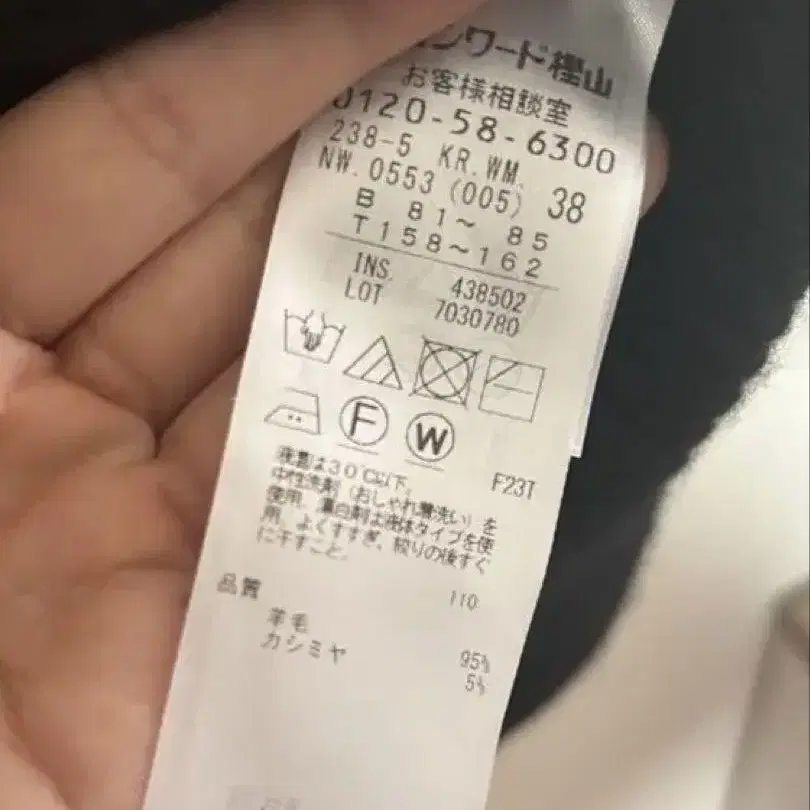 ンワード樫山
お客様相談室
0120-58-6300
238-5 KR.WM.
NW.0553(005) 38
B 81～85
T158～162
INS. 438502
LOT 7030780
F W
F23T
液温は30℃以下。
中性洗剤（おしゃれ着洗い）を
使用。漂白剤は液体タイプを使
用。よくすすぎ、絞りの後すぐ
に干すこと。
品質 110
羊毛 95%
カシミヤ 5%